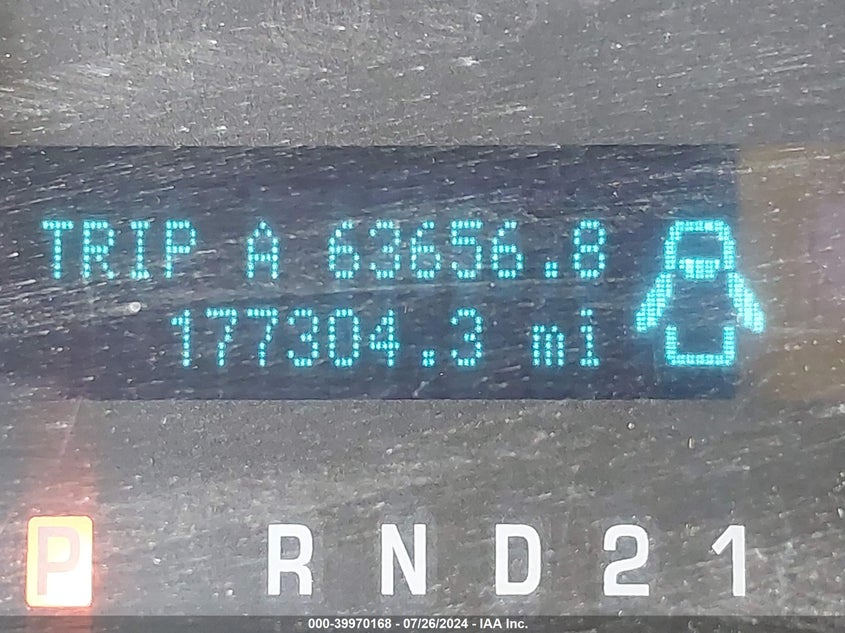 TRIP A 63656.8
177304.3 mi
P R N D 2 1
000-39970168 - 07/26/2024 - IAA Inc.